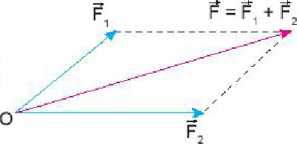 F⃗₁
F⃗ = F⃗₁ + F⃗₂
O
F⃗₂